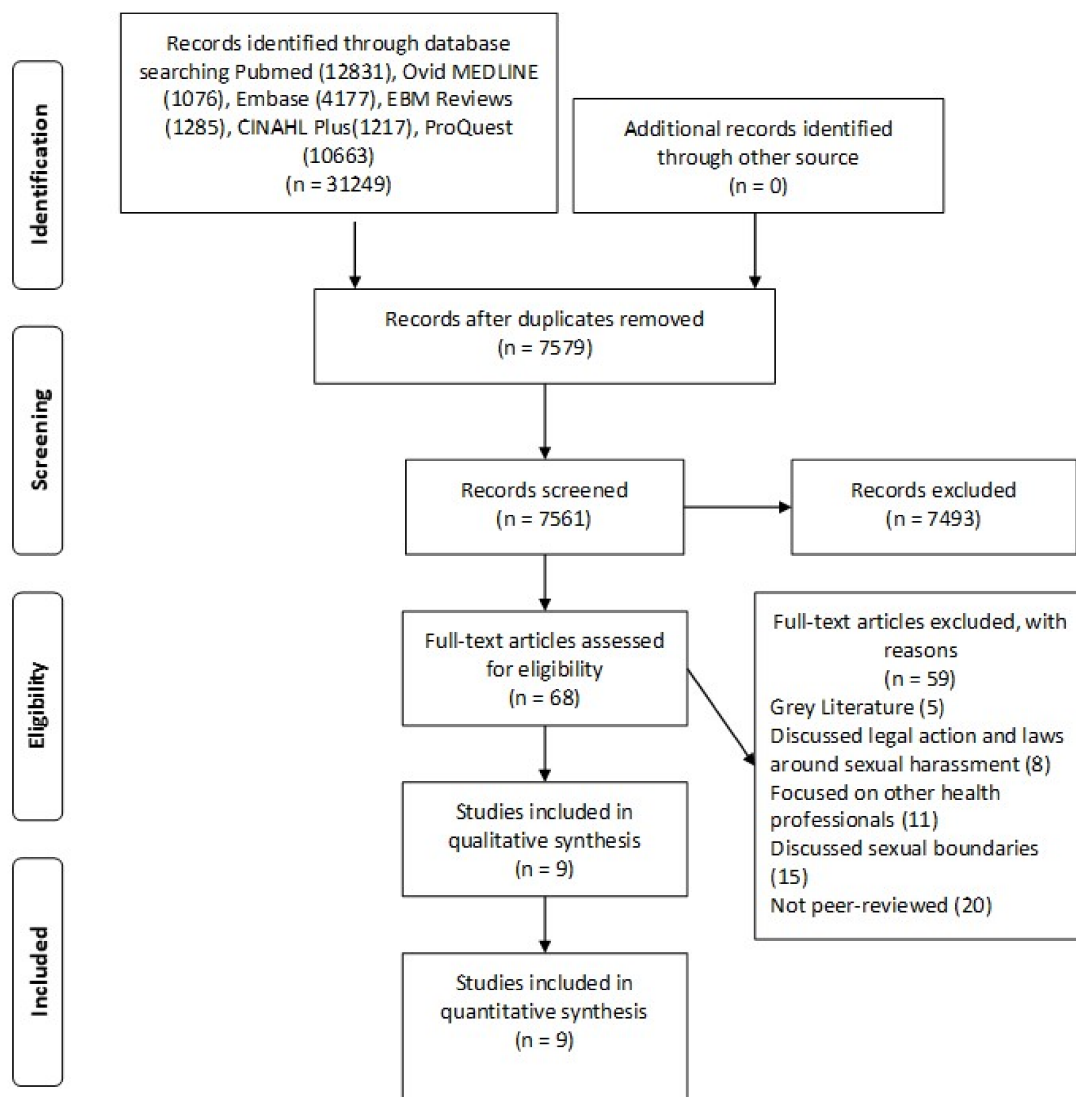 Identification
Records identified through database
searching Pubmed (12831), Ovid MEDLINE
(1076), Embase (4177), EBM Reviews
(1285), CINAHL Plus(1217), ProQuest
(10663)
(n = 31249)
Additional records identified
through other source
(n = 0)
Records after duplicates removed
(n = 7579)
Screening
Records screened
(n = 7561)
Records excluded
(n = 7493)
Eligibility
Full-text articles assessed
for eligibility
(n = 68)
Full-text articles excluded, with
reasons
(n = 59)
Grey Literature (5)
Discussed legal action and laws
around sexual harassment (8)
Focused on other health
professionals (11)
Discussed sexual boundaries
(15)
Not peer-reviewed (20)
Studies included in
qualitative synthesis
(n = 9)
Included
Studies included in
quantitative synthesis
(n = 9)